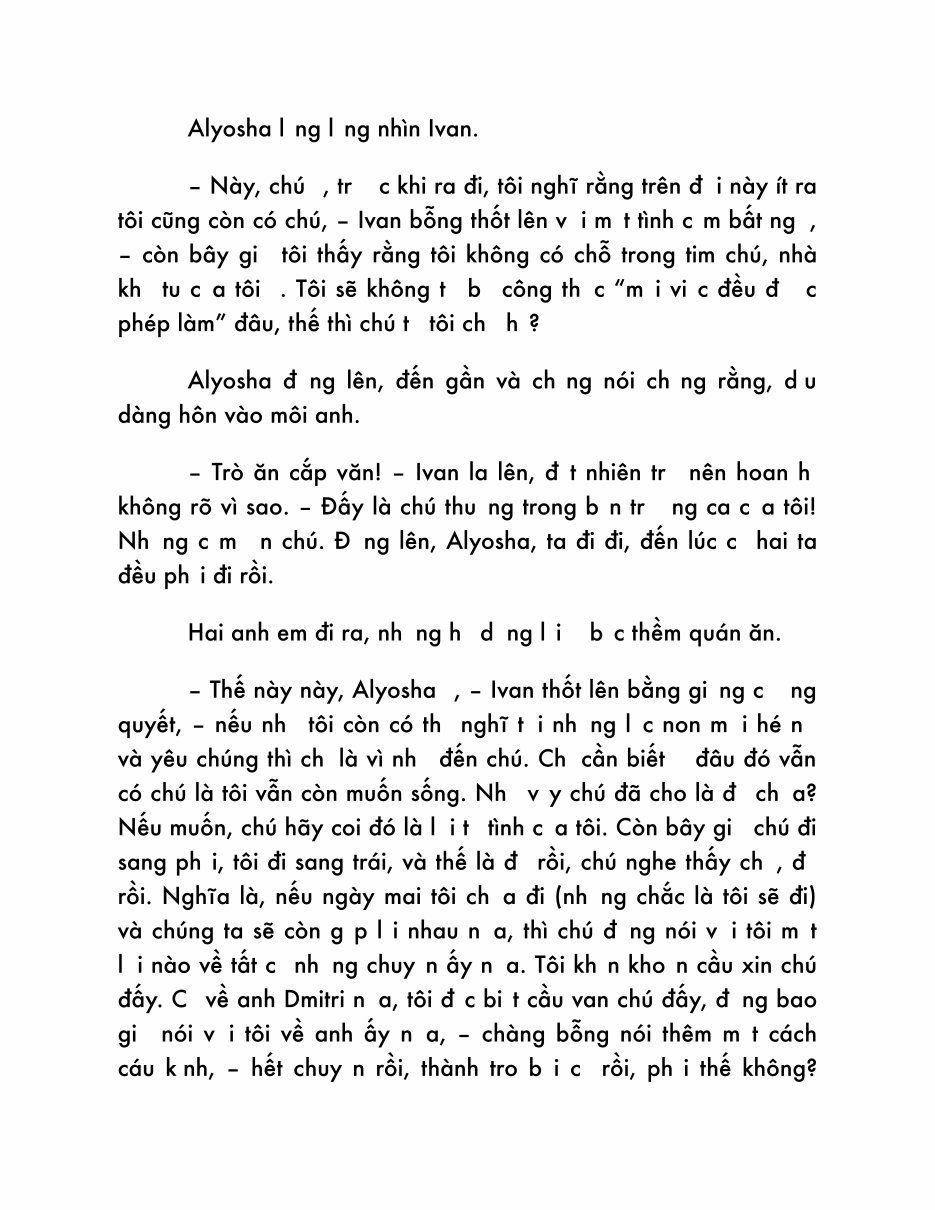 Alyosha l ng l ng nhìn Ivan.
– Này, chú , tr c khi ra đi, tôi nghĩ rằng trên đ i này ít ra
tôi cũng còn có chú, – Ivan bỗng thốt lên v i m t tình c m bất ng ,
– còn bây gi tôi thấy rằng tôi không có chỗ trong tim chú, nhà
kh tu c a tôi . Tôi sẽ không t b công th c “m i vi c đều đ c
phép làm” đâu, thế thì chú t tôi ch h ?
Alyosha đ ng lên, đến gần và ch ng nói ch ng rằng, d u
dàng hôn vào môi anh.
– Trò ăn cắp văn! – Ivan la lên, đ t nhiên tr nên hoan h
không rõ vì sao. – Đấy là chú thu ng trong b n tr ng ca c a tôi!
Nh ng c m n chú. Đ ng lên, Alyosha, ta đi đi, đến lúc c hai ta
đều ph i đi rồi.
Hai anh em đi ra, nh ng h d ng l i b c thềm quán ăn.
– Thế này này, Alyosha , – Ivan thốt lên bằng gi ng c ng
quyết, – nếu nh tôi còn có th nghĩ t i nh ng l c non m i hé n
và yêu chúng thì ch là vì nh đến chú. Ch cần biết đâu đó vẫn
có chú là tôi vẫn còn muốn sống. Nh v y chú đã cho là đ ch a?
Nếu muốn, chú hãy coi đó là l i t tình c a tôi. Còn bây gi chú đi
sang ph i, tôi đi sang trái, và thế là đ rồi, chú nghe thấy ch , đ
rồi. Nghĩa là, nếu ngày mai tôi ch a đi (nh ng chắc là tôi sẽ đi)
và chúng ta sẽ còn g p l i nhau n a, thì chú đ ng nói v i tôi m t
l i nào về tất c nh ng chuy n ấy n a. Tôi kh n kho n cầu xin chú
đấy. C về anh Dmitri n a, tôi đ c bi t cầu van chú đấy, đ ng bao
gi nói v i tôi về anh ấy n a, – chàng bỗng nói thêm m t cách
cáu k nh, – hết chuy n rồi, thành tro b i c rồi, ph i thế không?